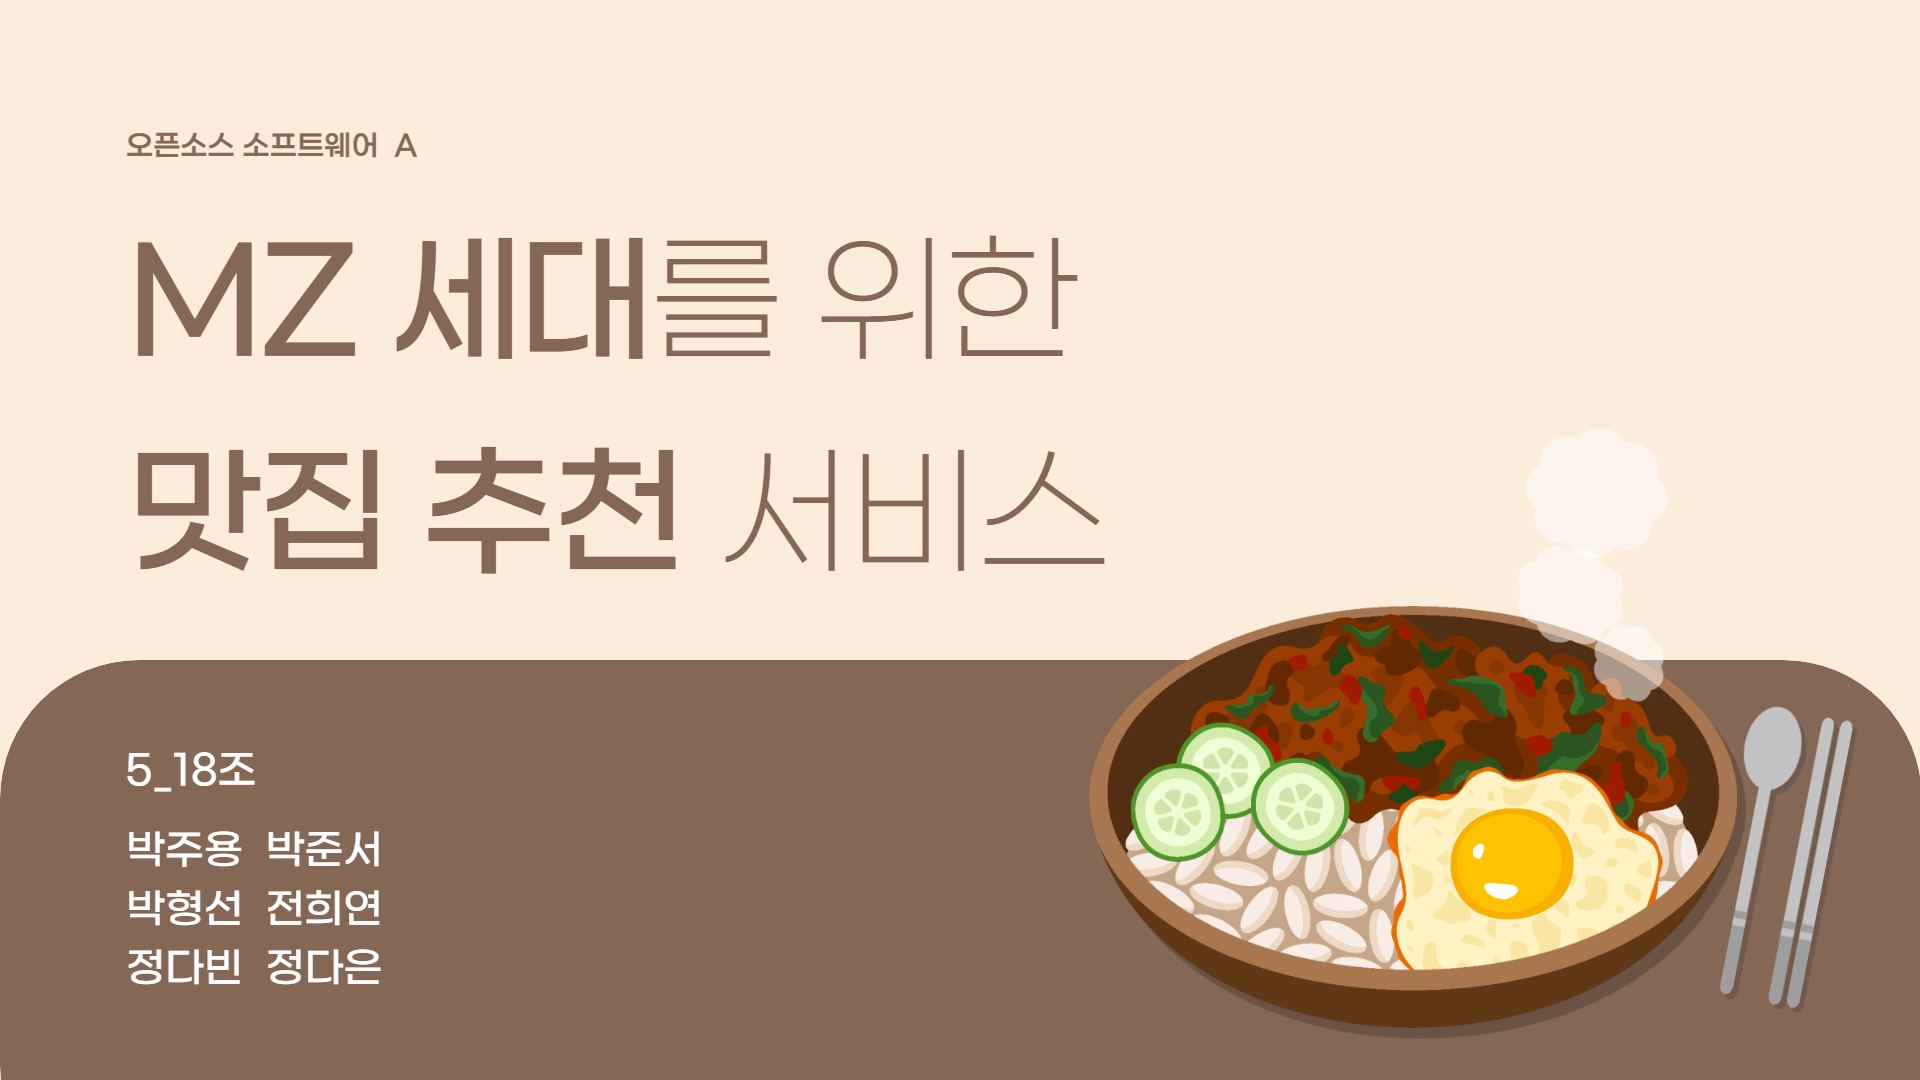 오픈소스 소프트웨어 A
MZ 세대를 위한
맛집 추천 서비스
5_18조
박주용 박준서
박형선 전희연
정다빈 정다은